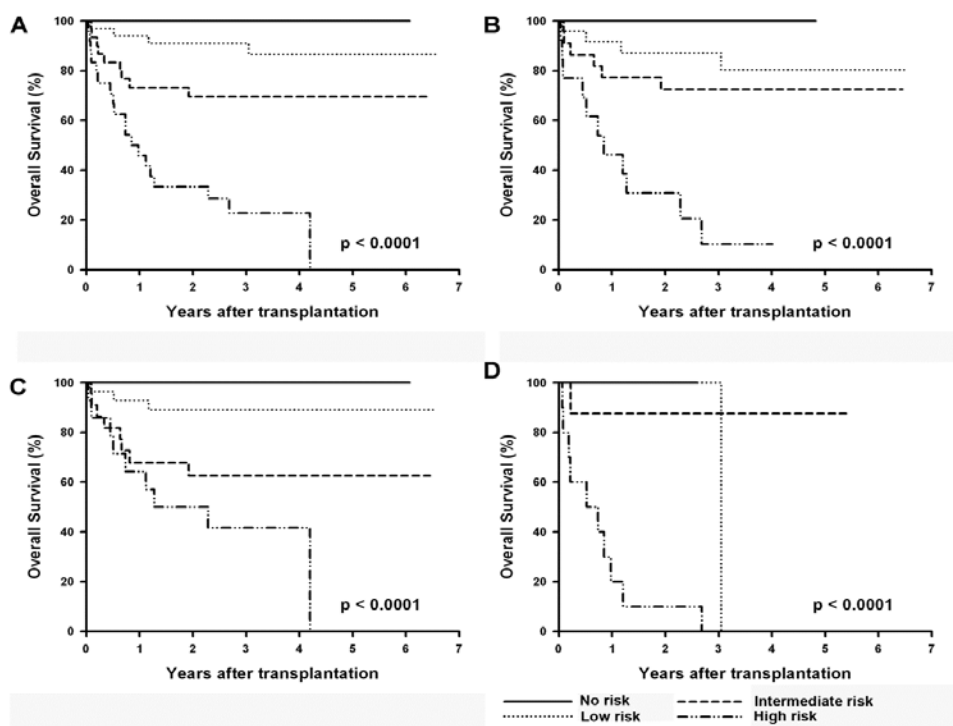 A
Overall Survival (%)
100
80
60
40
20
0
p < 0.0001
0 1 2 3 4 5 6 7
Years after transplantation
B
Overall Survival (%)
100
80
60
40
20
0
p < 0.0001
0 1 2 3 4 5 6 7
Years after transplantation
C
Overall Survival (%)
100
80
60
40
20
0
p < 0.0001
0 1 2 3 4 5 6 7
Years after transplantation
D
Overall Survival (%)
100
80
60
40
20
0
p < 0.0001
0 1 2 3 4 5 6 7
Years after transplantation
No risk Intermediate risk
Low risk High risk